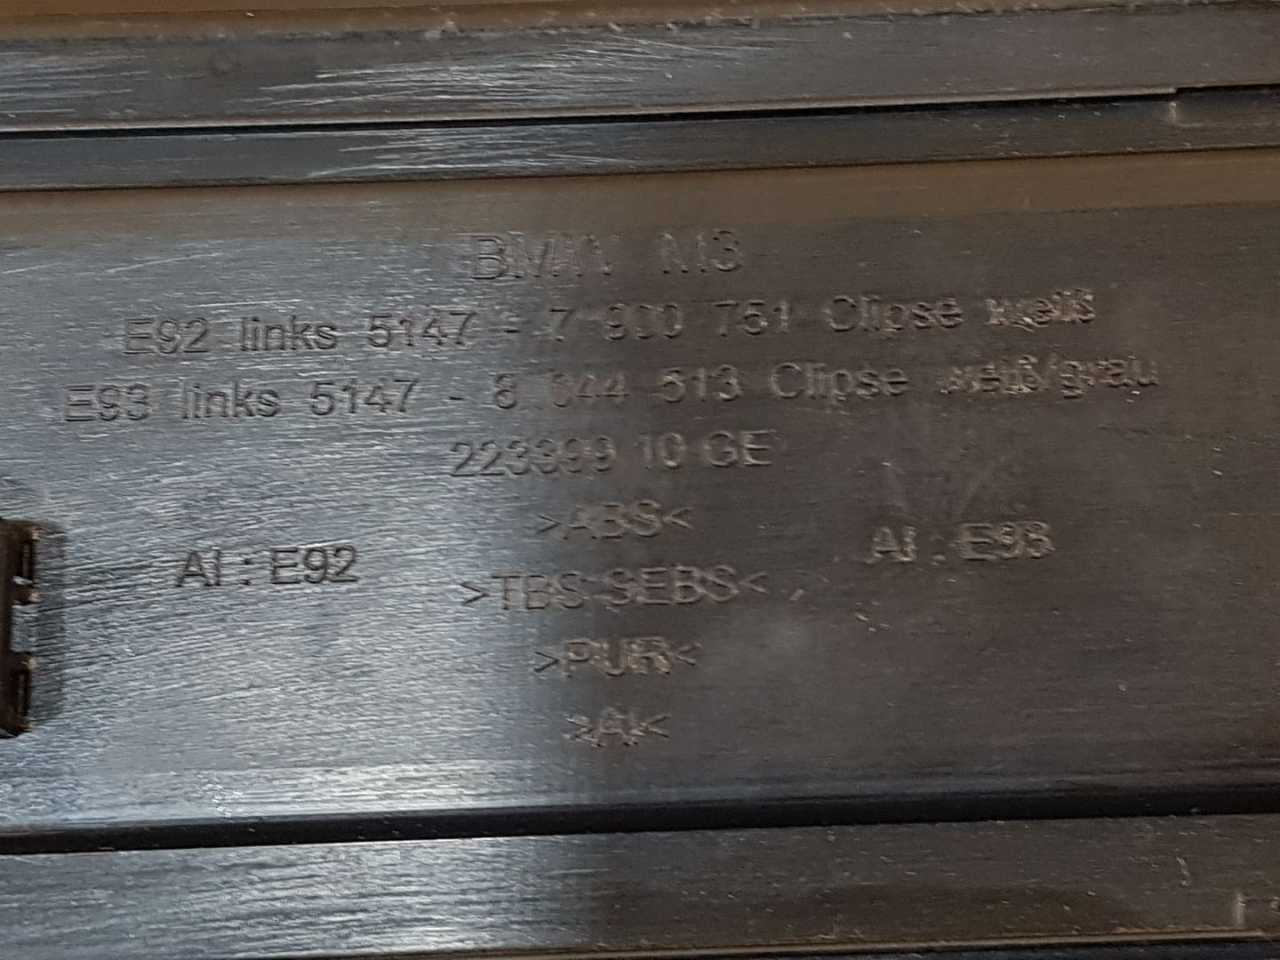 BMW M3
E92 links 5147 - 7 900 751 Clipse weiß
E93 links 5147 - 8 044 513 Clipse weiß/grau
223399 10 GE
>ABS<
AI : E92
AI : E93
>TBS SEBS<
>PUR<
>AI<